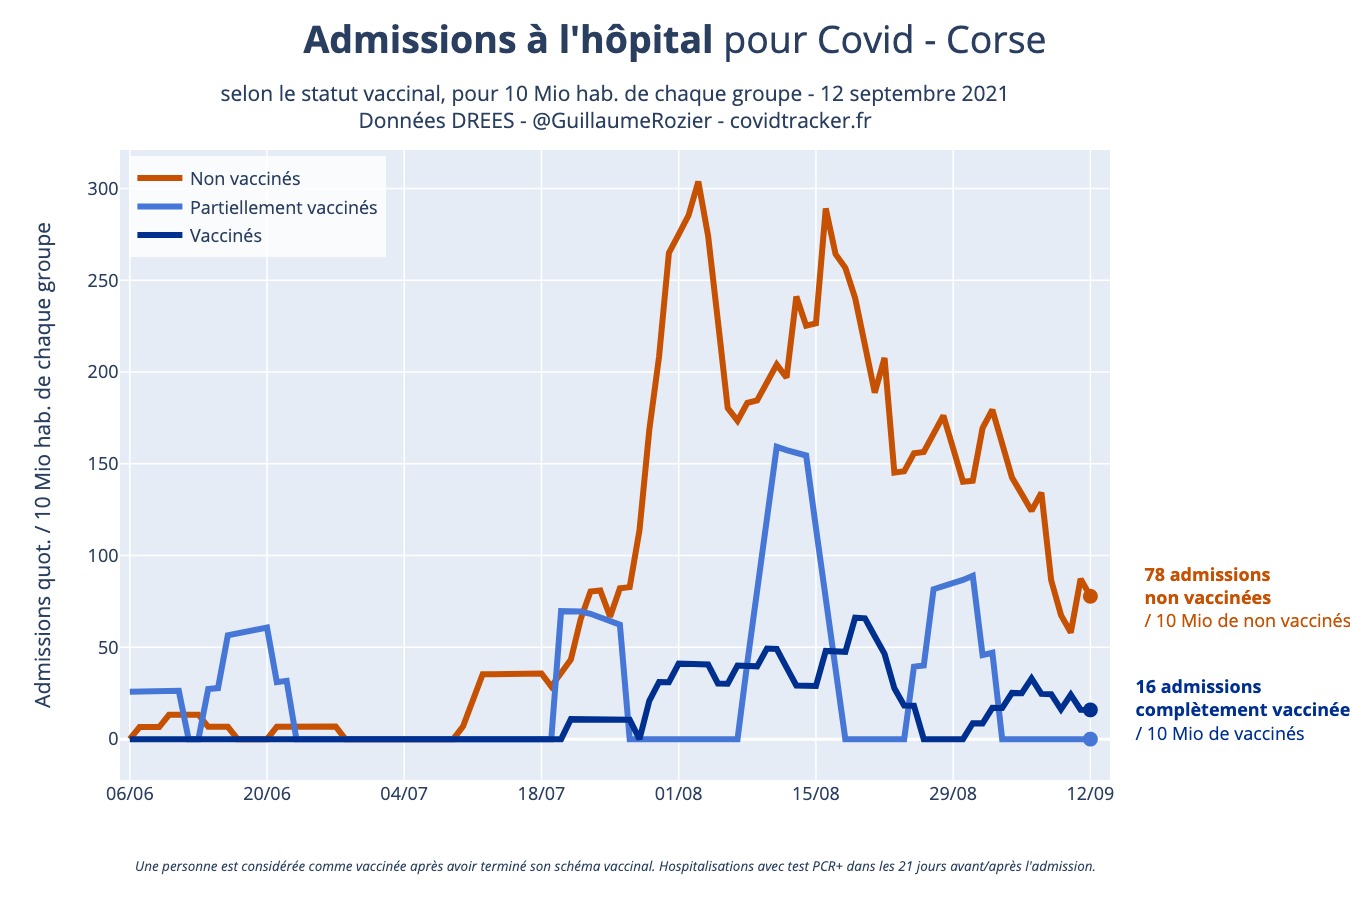 Admissions à l'hôpital pour Covid - Corse
selon le statut vaccinal, pour 10 Mio hab. de chaque groupe - 12 septembre 2021
Données DREES - @GuillaumeRozier - covidtracker.fr
Non vaccinés
Partiellement vaccinés
Vaccinés
Admissions quot. / 10 Mio hab. de chaque groupe
300
250
200
150
100
50
0
06/06 20/06 04/07 18/07 01/08 15/08 29/08 12/09
78 admissions
non vaccinées
/ 10 Mio de non vaccinés
16 admissions
complètement vaccinée
/ 10 Mio de vaccinés
Une personne est considérée comme vaccinée après avoir terminé son schéma vaccinal. Hospitalisations avec test PCR+ dans les 21 jours avant/après l'admission.